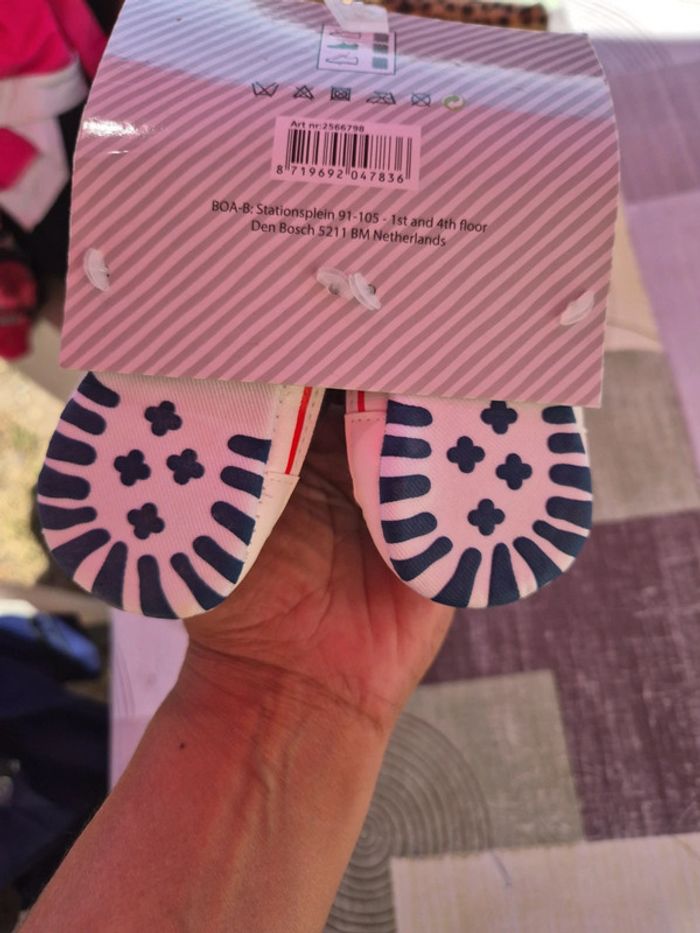 Art nr:2566798
8 719692 047836
BOA-B: Stationsplein 91-105 - 1st and 4th floor
Den Bosch 5211 BM Netherlands